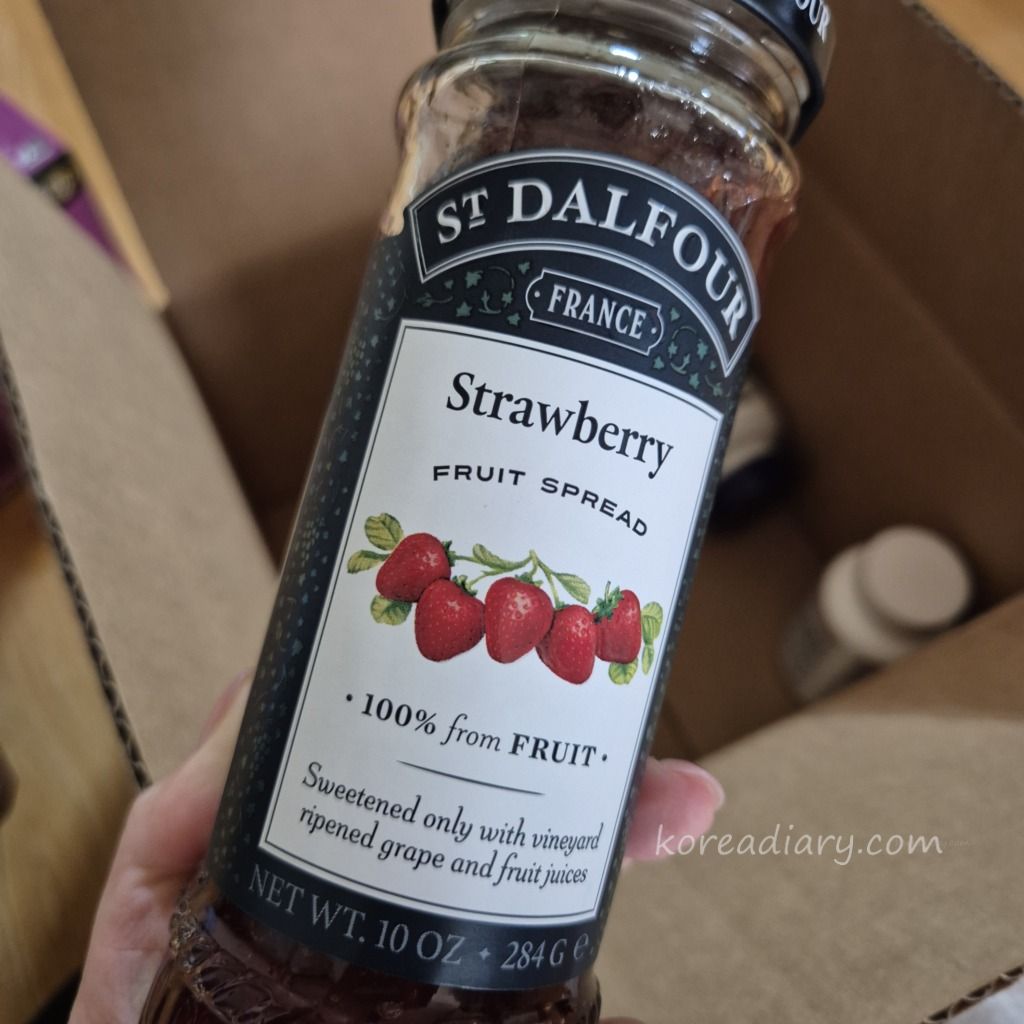 OUR
ST DALFOUR
FRANCE
Strawberry
FRUIT SPREAD
· 100% from FRUIT ·
Sweetened only with vineyard
ripened grape and fruit juices
NET WT. 10 OZ ✦ 284 G e
koreadiary.com